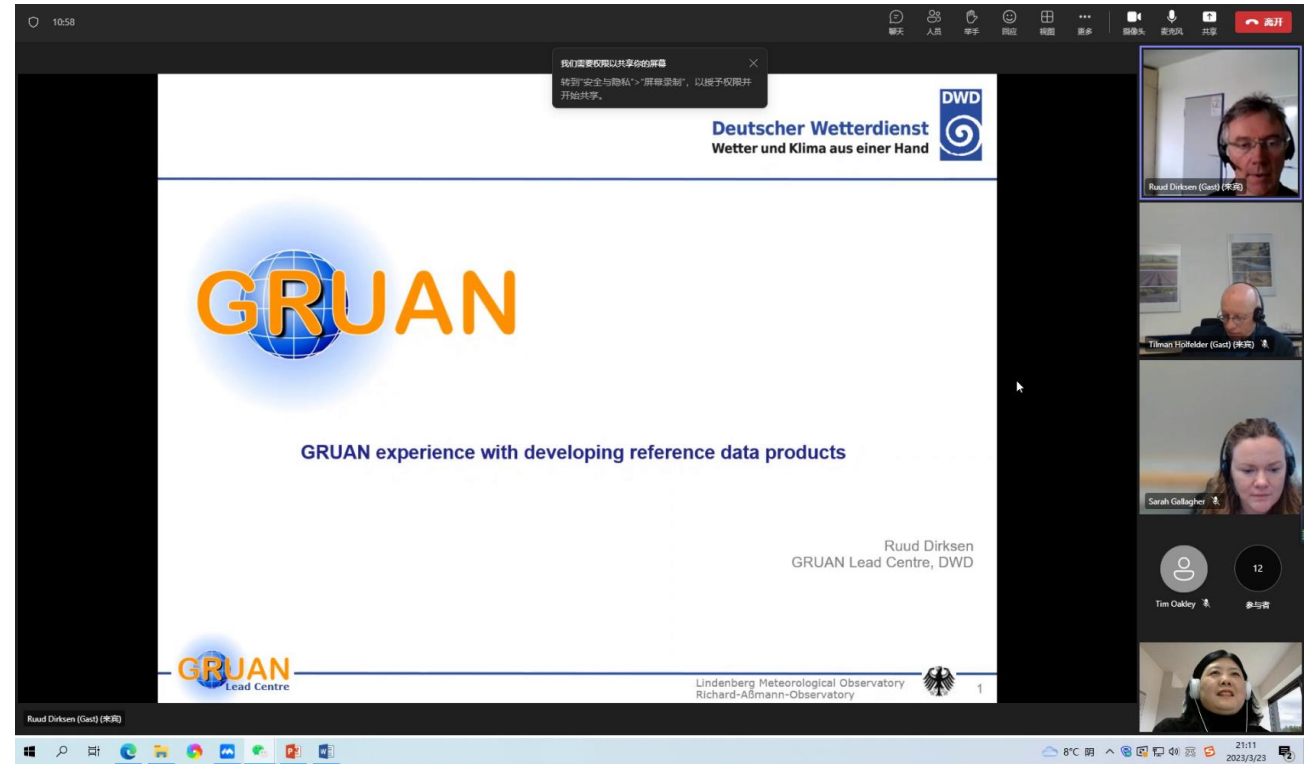 10:58
聊天
人员
举手
回应
视图
更多
摄像头
麦克风
共享
离开
我们需要权限以共享你的屏幕
转到"安全与隐私">"屏幕录制"，以授予权限并
开始共享。
DWD
Deutscher Wetterdienst
Wetter und Klima aus einer Hand
GRUAN
GRUAN experience with developing reference data products
Ruud Dirksen
GRUAN Lead Centre, DWD
GRUAN
Lead Centre
Lindenberg Meteorological Observatory
Richard-Aßmann-Observatory
1
Ruud Dirksen (Gast) (来宾)
Tilman Holfelder (Gast) (来宾)
Sarah Gallagher
Tim Oakley
12
参与者
Ruud Dirksen (Gast) (来宾)
8°C 阴
21:11
2023/3/23
2